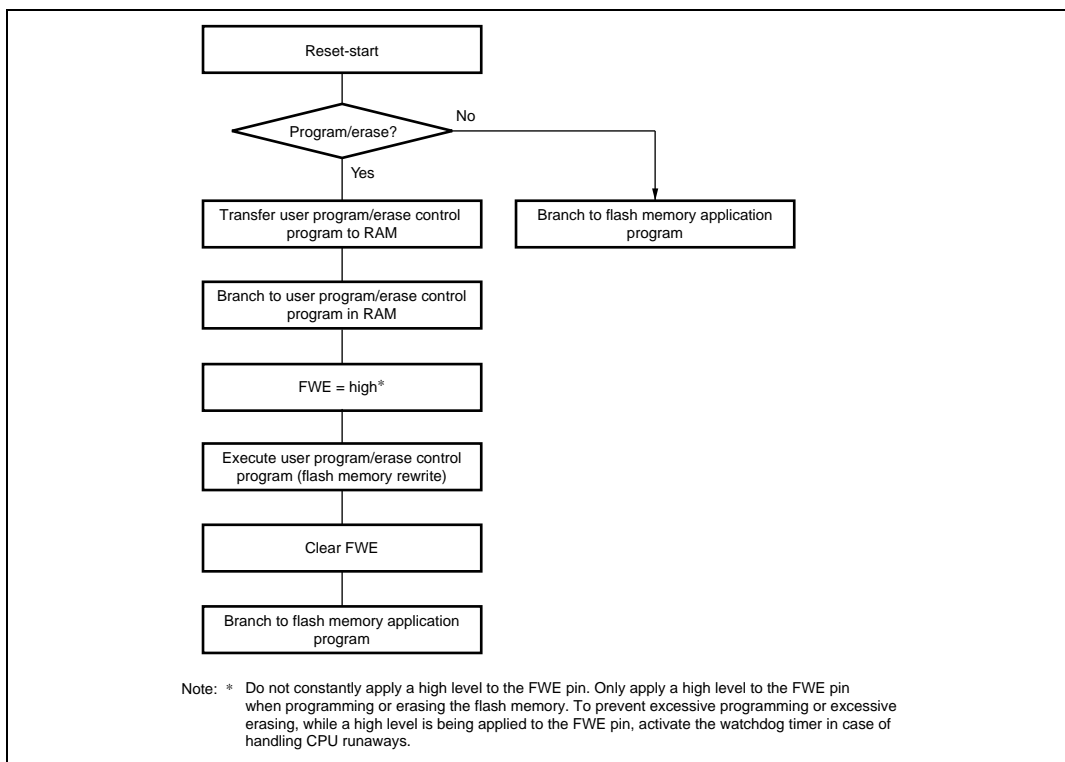 Reset-start
Program/erase?
No
Yes
Transfer user program/erase control
program to RAM
Branch to flash memory application
program
Branch to user program/erase control
program in RAM
FWE = high*
Execute user program/erase control
program (flash memory rewrite)
Clear FWE
Branch to flash memory application
program
Note: * Do not constantly apply a high level to the FWE pin. Only apply a high level to the FWE pin
when programming or erasing the flash memory. To prevent excessive programming or excessive
erasing, while a high level is being applied to the FWE pin, activate the watchdog timer in case of
handling CPU runaways.